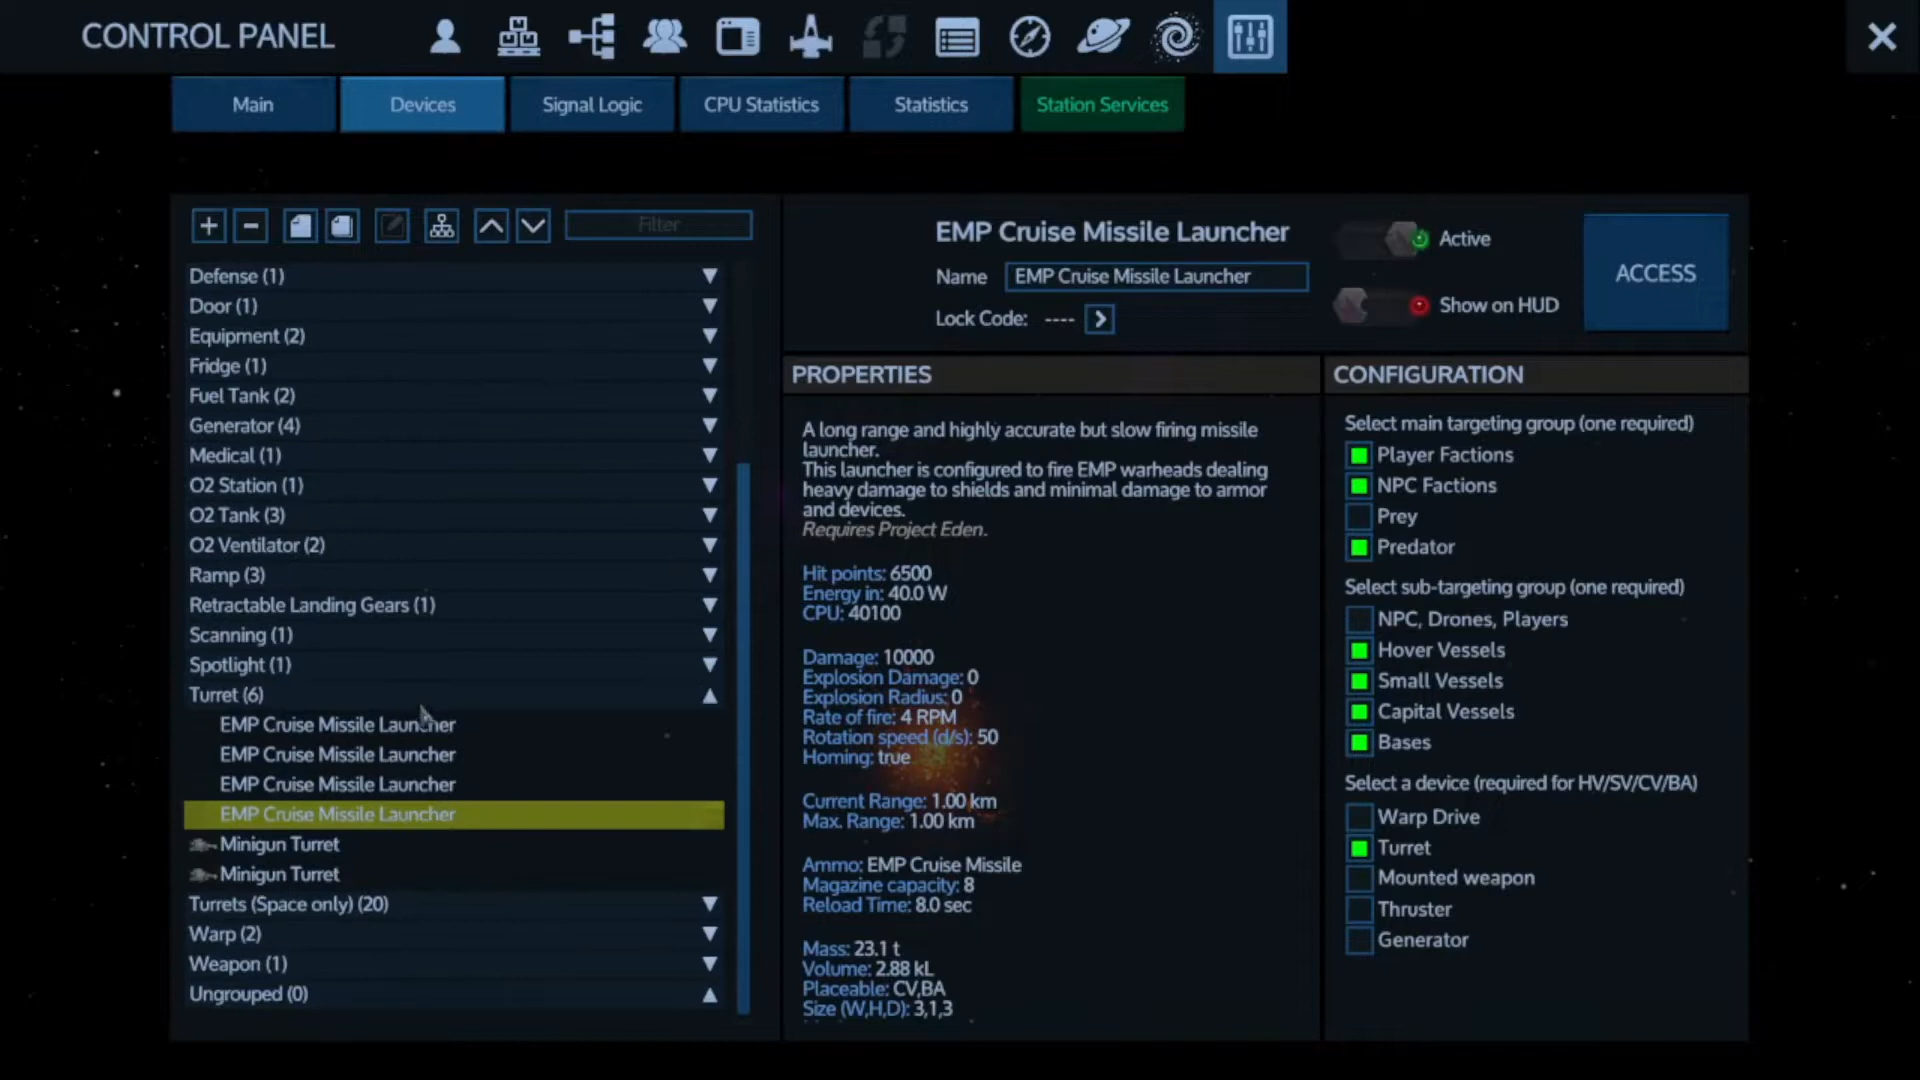 CONTROL PANEL
Main
Devices
Signal Logic
CPU Statistics
Statistics
Station Services
Filter
Defense (1)
Door (1)
Equipment (2)
Fridge (1)
Fuel Tank (2)
Generator (4)
Medical (1)
O2 Station (1)
O2 Tank (3)
O2 Ventilator (2)
Ramp (3)
Retractable Landing Gears (1)
Scanning (1)
Spotlight (1)
Turret (6)
EMP Cruise Missile Launcher
EMP Cruise Missile Launcher
EMP Cruise Missile Launcher
EMP Cruise Missile Launcher
Minigun Turret
Minigun Turret
Turrets (Space only) (20)
Warp (2)
Weapon (1)
Ungrouped (0)
EMP Cruise Missile Launcher
Name EMP Cruise Missile Launcher
Lock Code: ----
Active
Show on HUD
ACCESS
PROPERTIES
A long range and highly accurate but slow firing missile
launcher.
This launcher is configured to fire EMP warheads dealing
heavy damage to shields and minimal damage to armor
and devices.
Requires Project Eden.
Hit points: 6500
Energy in: 40.0 W
CPU: 40100
Damage: 10000
Explosion Damage: 0
Explosion Radius: 0
Rate of fire: 4 RPM
Rotation speed (d/s): 50
Homing: true
Current Range: 1.00 km
Max. Range: 1.00 km
Ammo: EMP Cruise Missile
Magazine capacity: 8
Reload Time: 8.0 sec
Mass: 23.1 t
Volume: 2.88 kL
Placeable: CV,BA
Size (W,H,D): 3,1,3
CONFIGURATION
Select main targeting group (one required)
Player Factions
NPC Factions
Prey
Predator
Select sub-targeting group (one required)
NPC, Drones, Players
Hover Vessels
Small Vessels
Capital Vessels
Bases
Select a device (required for HV/SV/CV/BA)
Warp Drive
Turret
Mounted weapon
Thruster
Generator